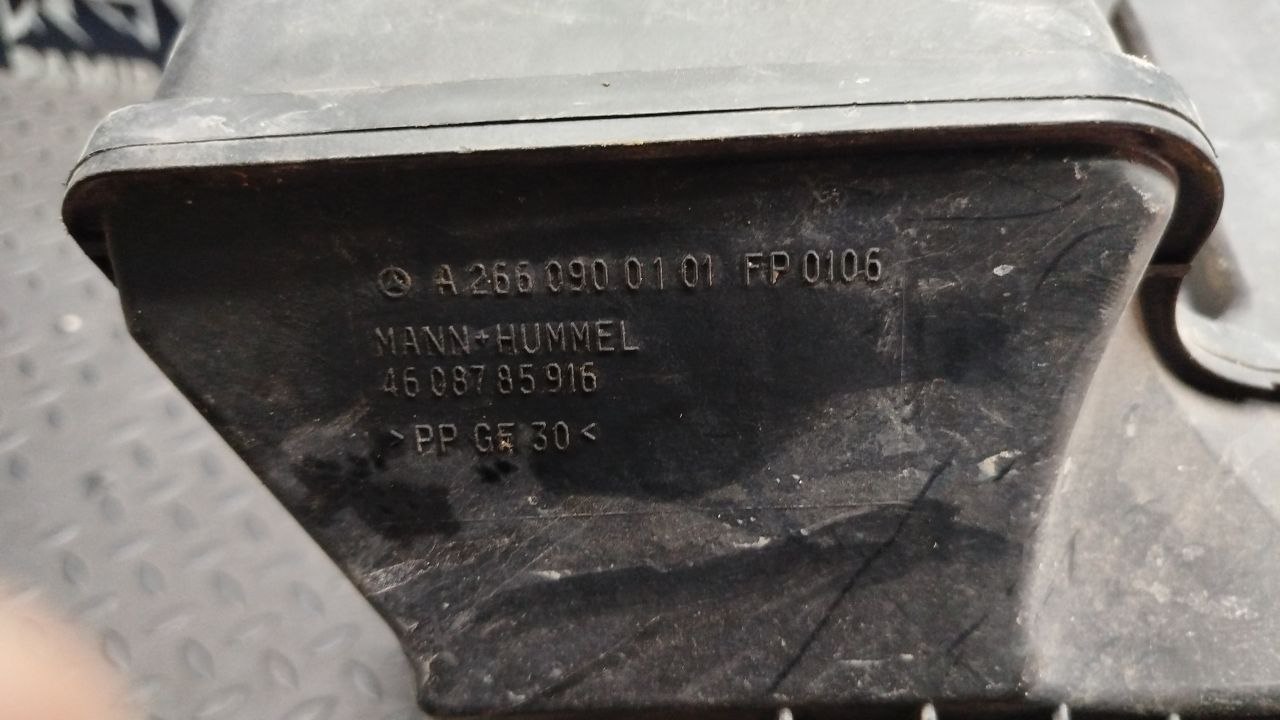 A 266 090 01 01 FP 0106
MANN+HUMMEL
46 087 85 916
>PP GF 30<